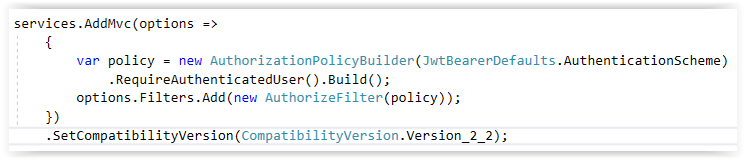 services.AddMvc(options =>
{
var policy = new AuthorizationPolicyBuilder(JwtBearerDefaults.AuthenticationScheme)
.RequireAuthenticatedUser().Build();
options.Filters.Add(new AuthorizeFilter(policy));
})
.SetCompatibilityVersion(CompatibilityVersion.Version_2_2);